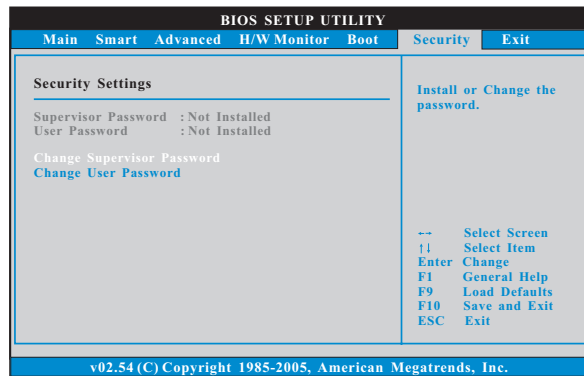 BIOS SETUP UTILITY
Main Smart Advanced H/W Monitor Boot Security Exit
Security Settings
Supervisor Password : Not Installed
User Password : Not Installed
Change Supervisor Password
Change User Password
Install or Change the
password.
←→ Select Screen
↑↓ Select Item
Enter Change
F1 General Help
F9 Load Defaults
F10 Save and Exit
ESC Exit
v02.54 (C) Copyright 1985-2005, American Megatrends, Inc.